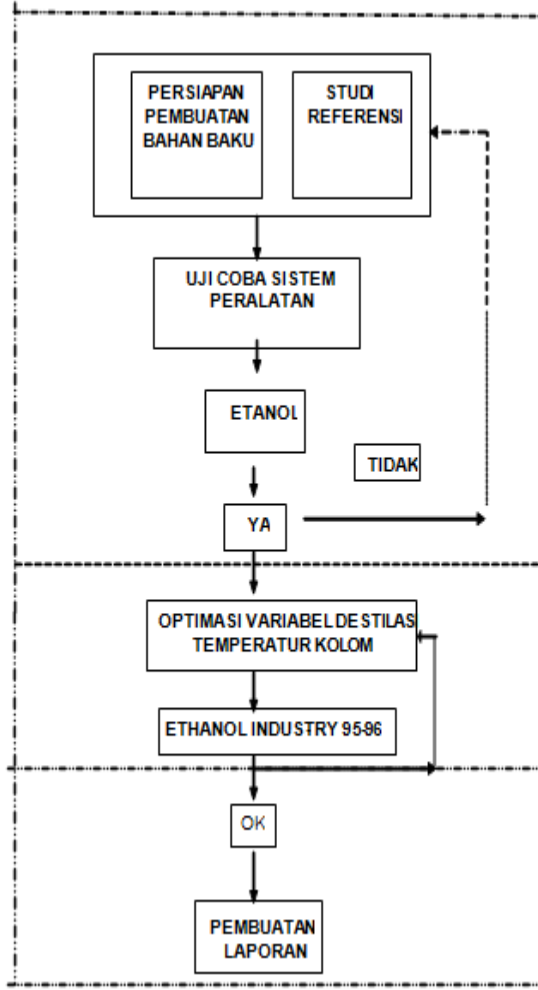 PERSIAPAN
PEMBUATAN
BAHAN BAKU
STUDI
REFERENSI
UJI COBA SISTEM
PERALATAN
ETANOL
TIDAK
YA
OPTIMASI VARIABEL DESTILAS
TEMPERATUR KOLOM
ETHANOL INDUSTRY 95-96
OK
PEMBUATAN
LAPORAN